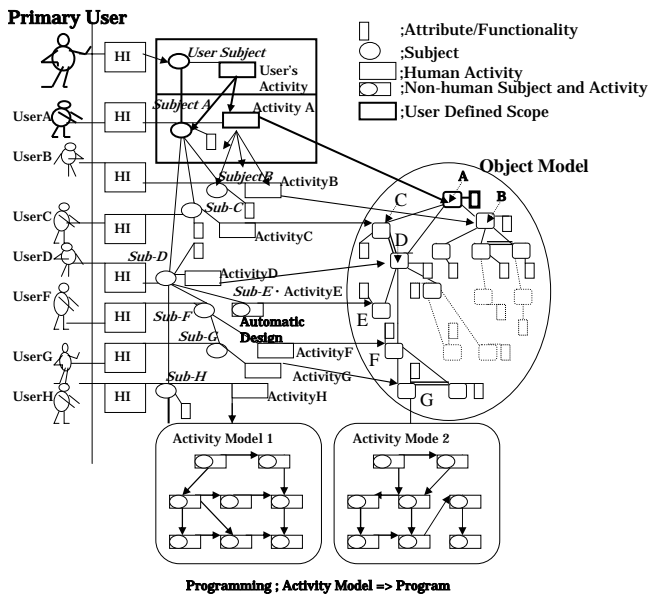 Primary User
HI
User Subject
User's
Activity
;Attribute/Functionality
;Subject
;Human Activity
;Non-human Subject and Activity
;User Defined Scope
UserA
HI
Subject A
Activity A
UserB
HI
SubjectB
ActivityB
Object Model
A
B
C
UserC
HI
Sub-C
ActivityC
D
UserD
HI
Sub-D
ActivityD
Sub-E・ActivityE
E
UserF
HI
Sub-F
Automatic
Design
ActivityF
F
UserG
HI
Sub-G
ActivityG
G
UserH
HI
Sub-H
ActivityH
Activity Model 1
Activity Mode 2
Programming ; Activity Model => Program